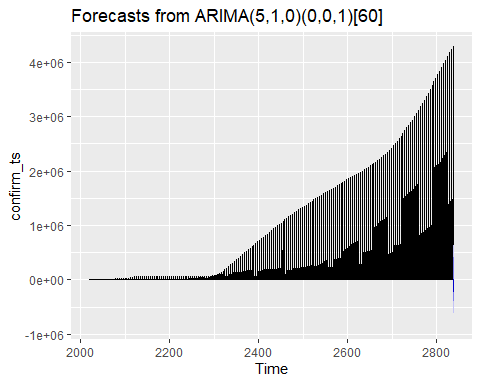 Forecasts from ARIMA(5,1,0)(0,0,1)[60]
4e+06
3e+06
2e+06
1e+06
0e+00
-1e+06
confirm_ts
2000 2200 2400 2600 2800
Time